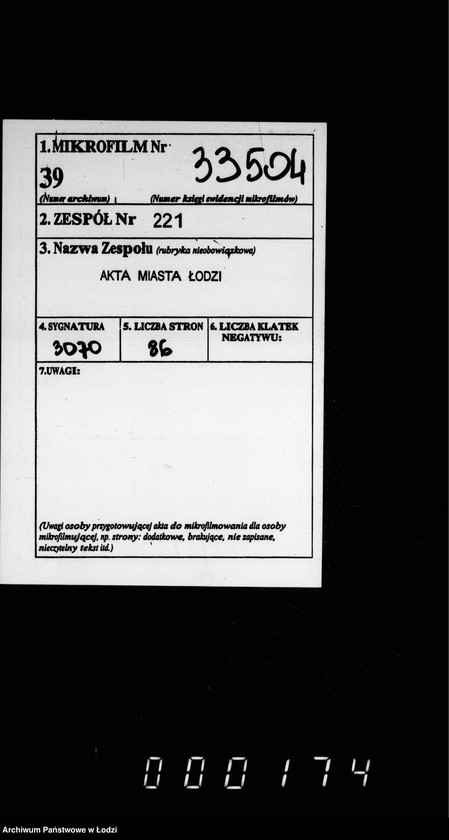 1. MIKROFILM Nr 33504
39
(Numer archiwum) (Numer księgi ewidencji mikrofilmów)
2. ZESPÓŁ Nr 221
3. Nazwa Zespołu (rubryka nieobowiązkowa)
AKTA MIASTA ŁODZI
4. SYGNATURA 5. LICZBA STRON 6. LICZBA KLATEK
NEGATYWU:
3070 86
7.UWAGI:
(Uwagi osoby przygotowującej akta do mikrofilmowania dla osoby
mikrofilmującej, np. strony: dodatkowe, brakujące, nie zapisane,
nieczytelny tekst itd.)
000174
Archiwum Państwowe w Łodzi